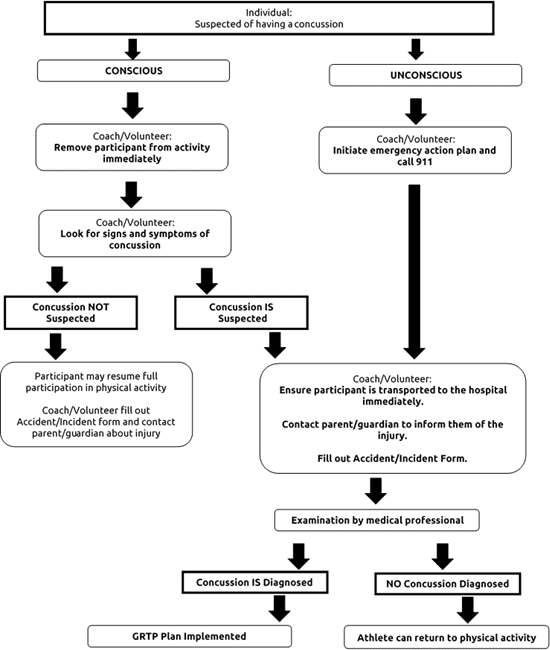 Individual:
Suspected of having a concussion
CONSCIOUS
UNCONSCIOUS
Coach/Volunteer:
Remove participant from activity
immediately
Coach/Volunteer:
Initiate emergency action plan and
call 911
Coach/Volunteer:
Look for signs and symptoms of
concussion
Concussion NOT
Suspected
Concussion IS
Suspected
Participant may resume full
participation in physical activity
Coach/Volunteer fill out
Accident/Incident form and contact
parent/guardian about injury
Coach/Volunteer:
Ensure participant is transported to the hospital
immediately.
Contact parent/guardian to inform them of the
injury.
Fill out Accident/Incident Form.
Examination by medical professional
Concussion IS Diagnosed
NO Concussion Diagnosed
GRTP Plan Implemented
Athlete can return to physical activity